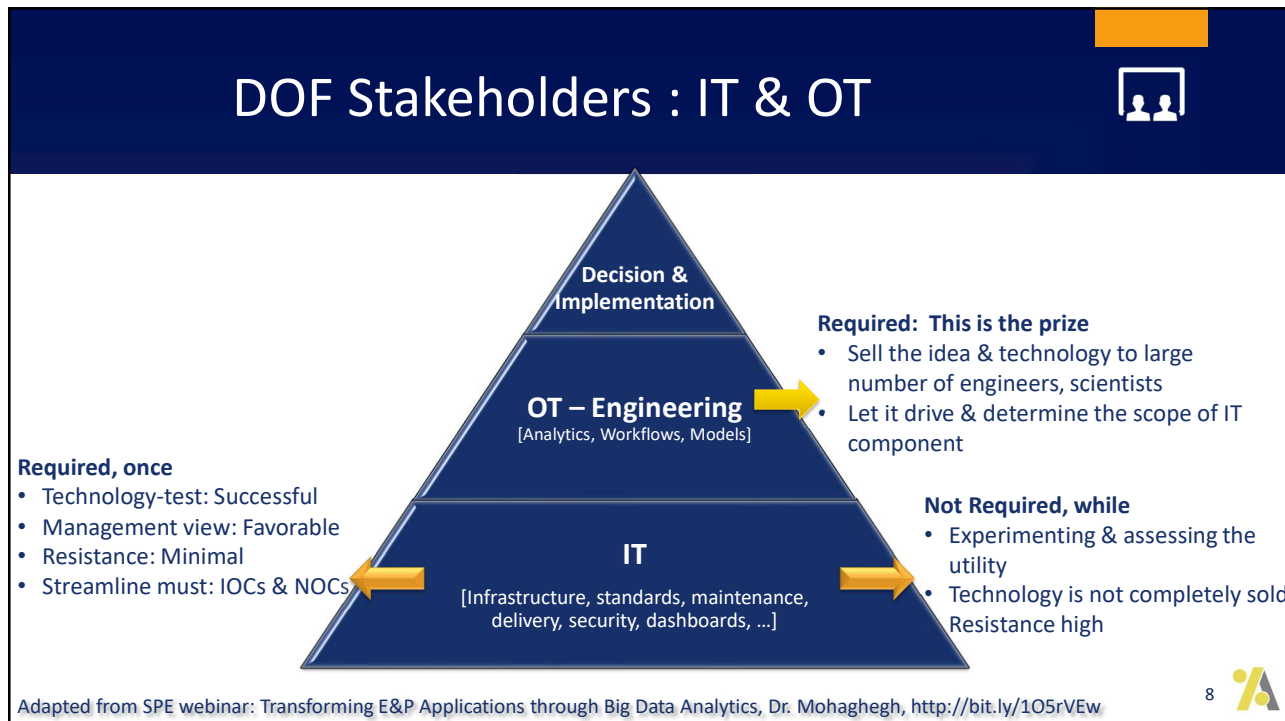 DOF Stakeholders : IT & OT
Decision &
Implementation
Required: This is the prize
• Sell the idea & technology to large
number of engineers, scientists
• Let it drive & determine the scope of IT
component
OT – Engineering
[Analytics, Workflows, Models]
Required, once
• Technology-test: Successful
• Management view: Favorable
• Resistance: Minimal
• Streamline must: IOCs & NOCs
IT
[Infrastructure, standards, maintenance,
delivery, security, dashboards, ...]
Not Required, while
• Experimenting & assessing the
utility
• Technology is not completely sold
Resistance high
Adapted from SPE webinar: Transforming E&P Applications through Big Data Analytics, Dr. Mohaghegh, http://bit.ly/1O5rVEw
8